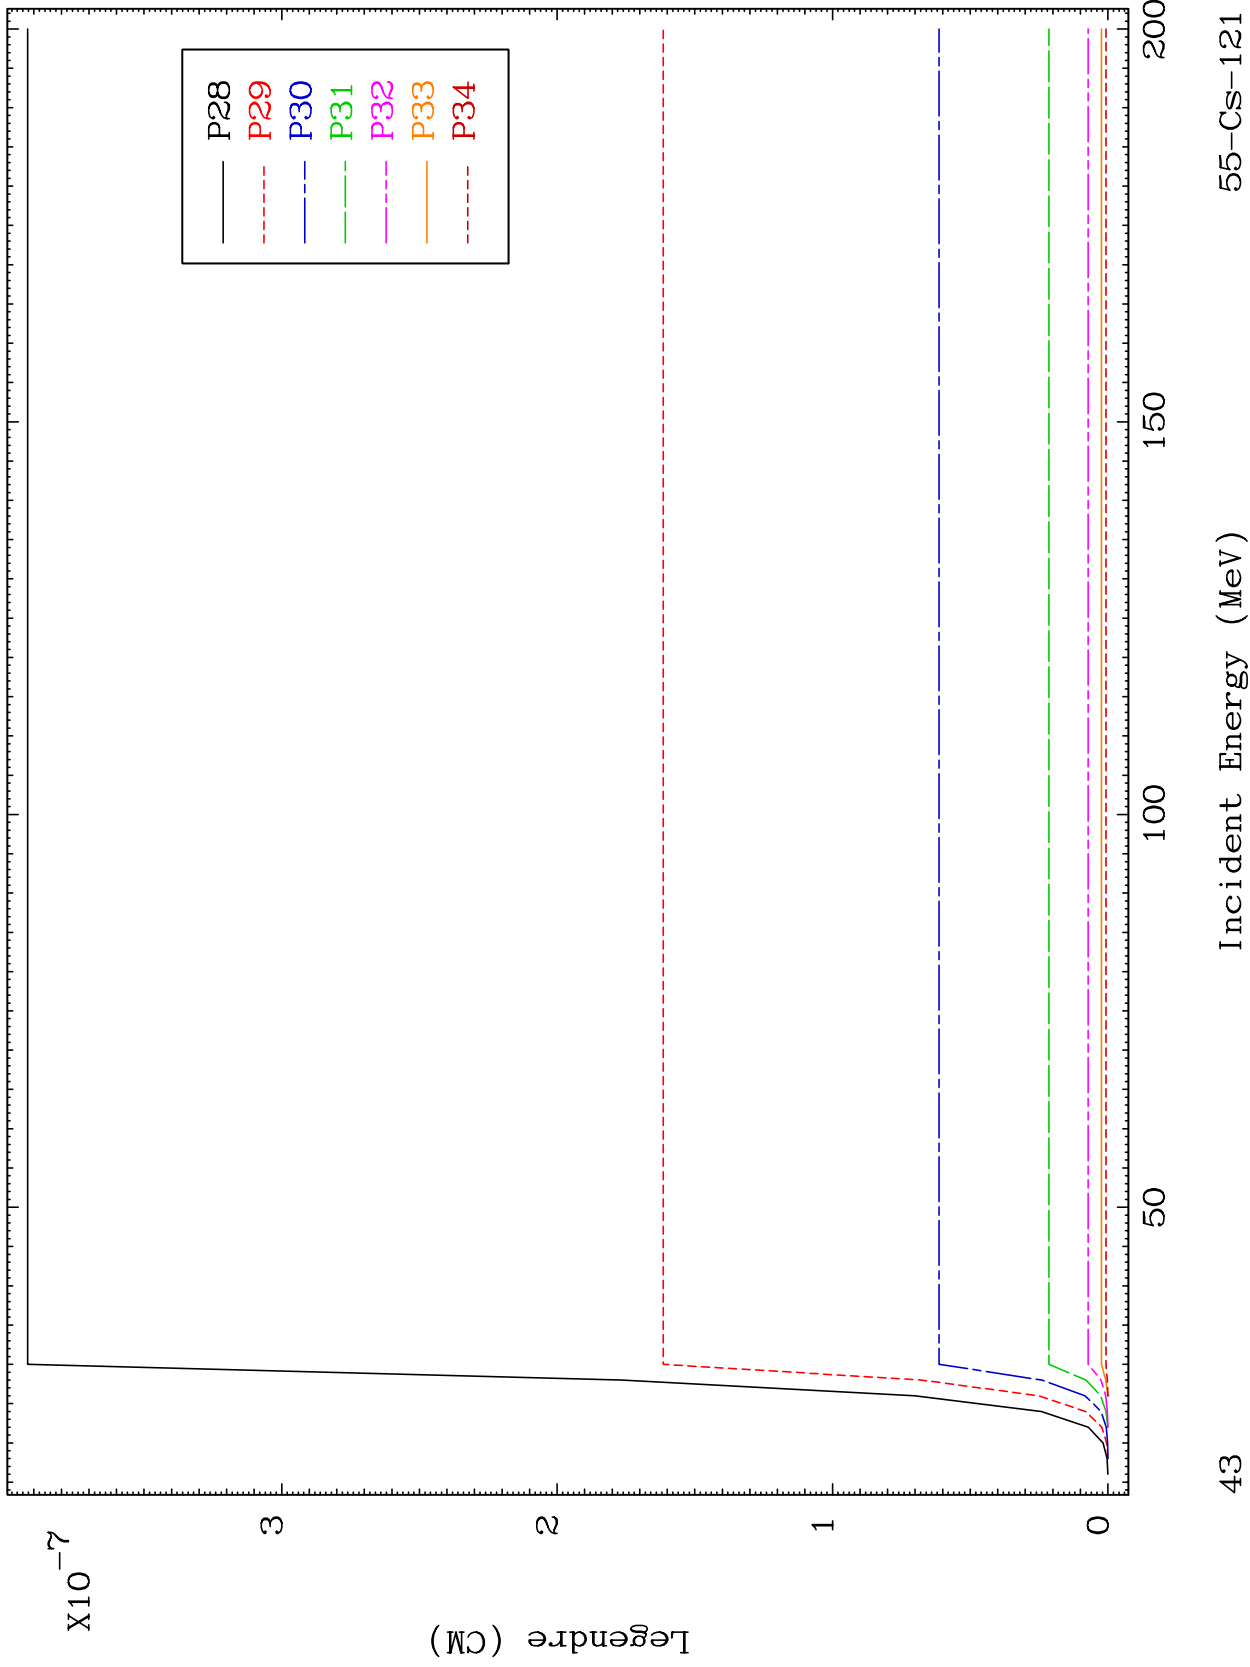 X10-7
Legendre (CM)
3
2
1
0
P28
P29
P30
P31
P32
P33
P34
50
100
150
200
Incident Energy (MeV)
43
55-Cs-121